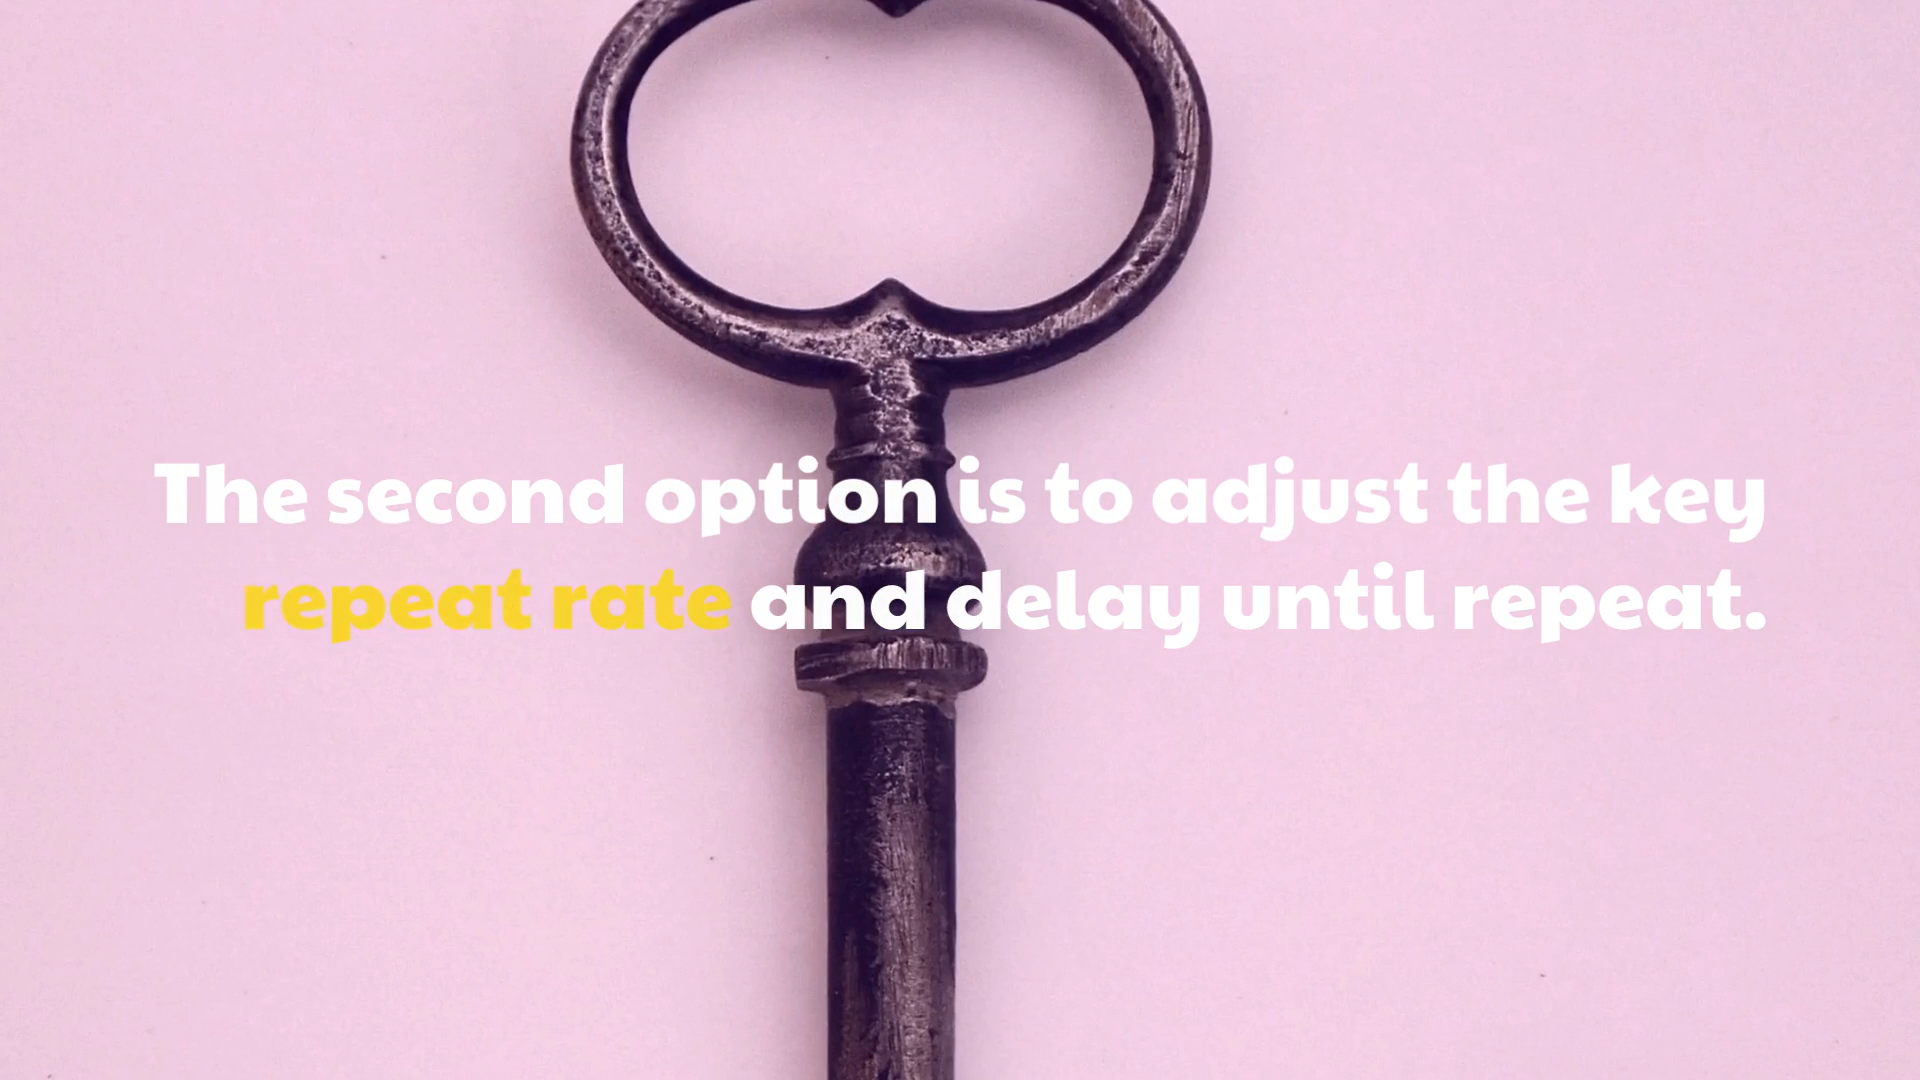 The second option is to adjust the key
repeat rate and delay until repeat.